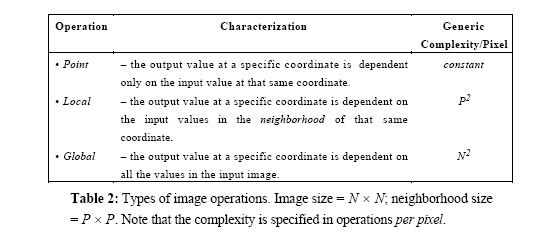 Operation Characterization Generic
Complexity/Pixel
• Point – the output value at a specific coordinate is dependent constant
only on the input value at that same coordinate.
• Local – the output value at a specific coordinate is dependent on P²
the input values in the neighborhood of that same
coordinate.
• Global – the output value at a specific coordinate is dependent on N²
all the values in the input image.
Table 2: Types of image operations. Image size = N × N; neighborhood size
= P × P. Note that the complexity is specified in operations per pixel.